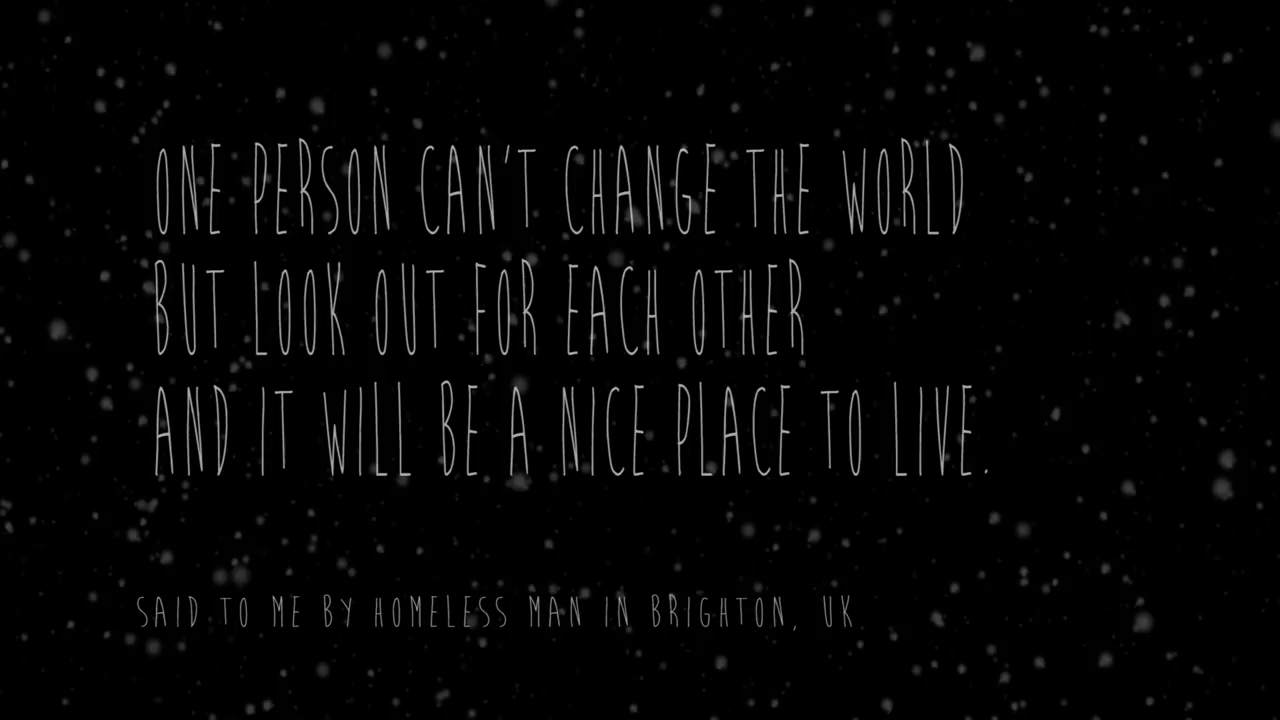 ONE PERSON CAN'T CHANGE THE WORLD
BUT LOOK OUT FOR EACH OTHER
AND IT WILL BE A NICE PLACE TO LIVE.
SAID TO ME BY HOMELESS MAN IN BRIGHTON, UK